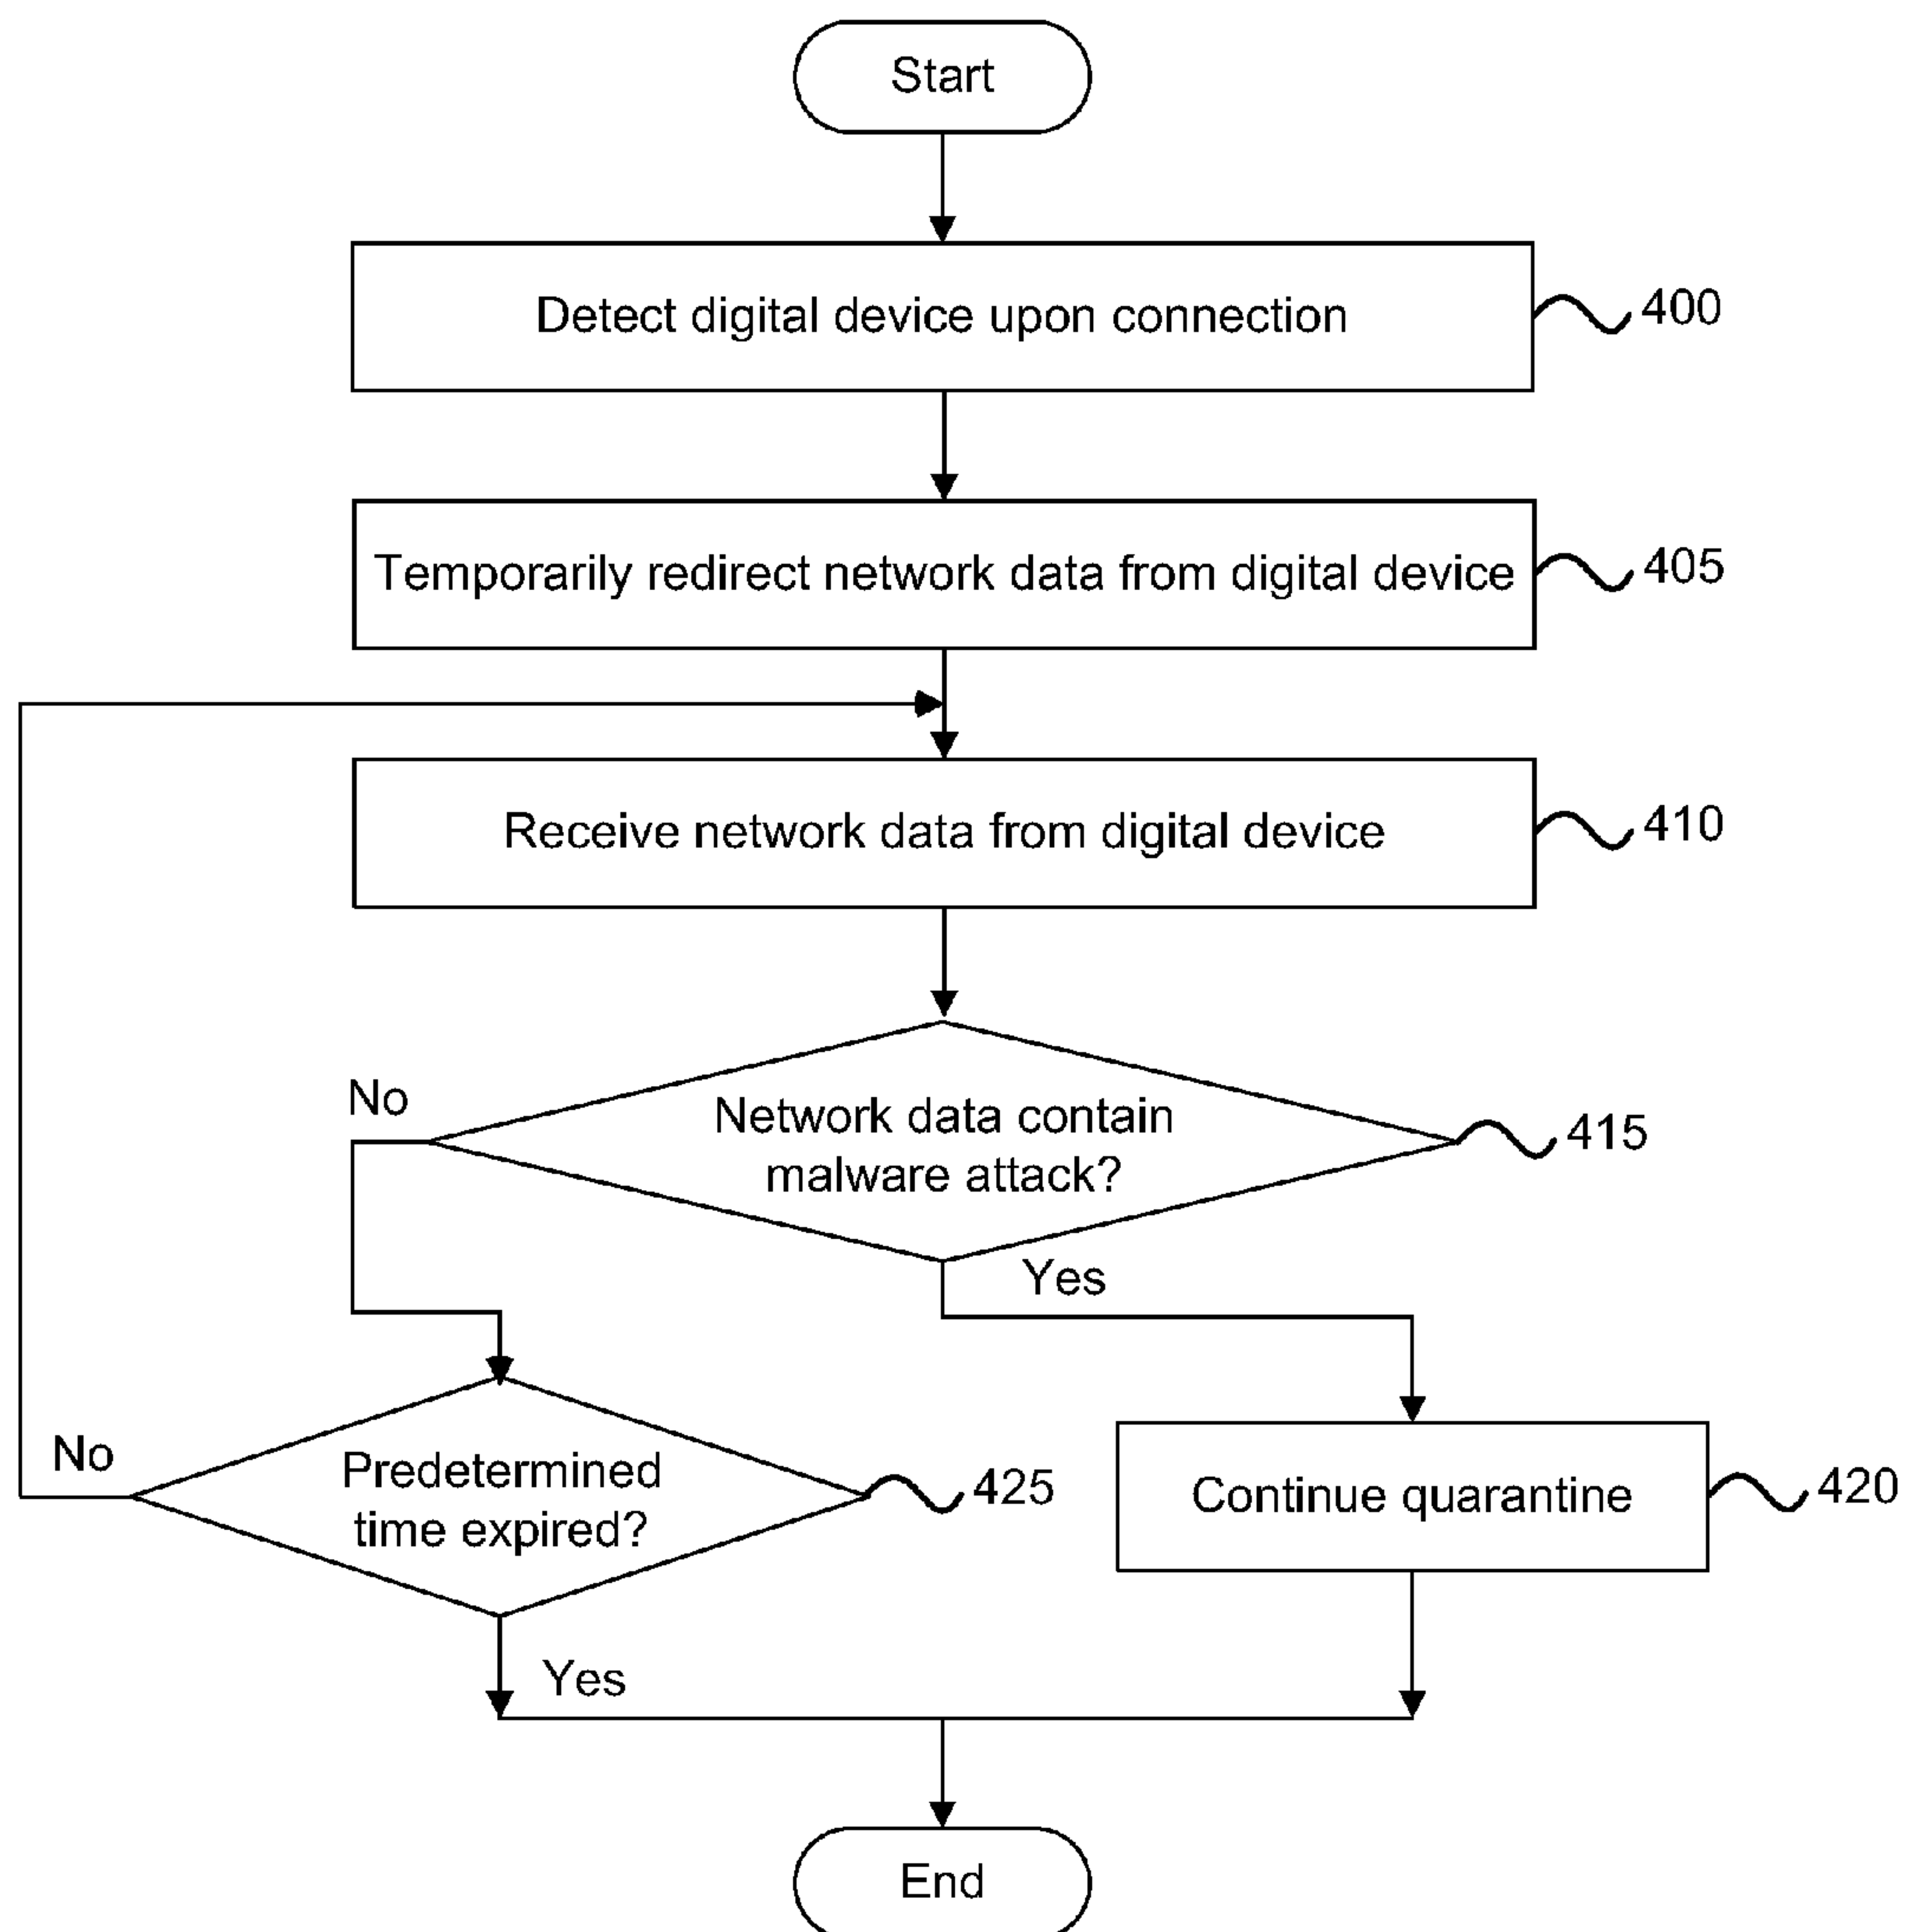 Start
Detect digital device upon connection
400
Temporarily redirect network data from digital device
405
Receive network data from digital device
410
No
Network data contain
malware attack?
415
Yes
No
Predetermined
time expired?
425
Continue quarantine
420
Yes
End